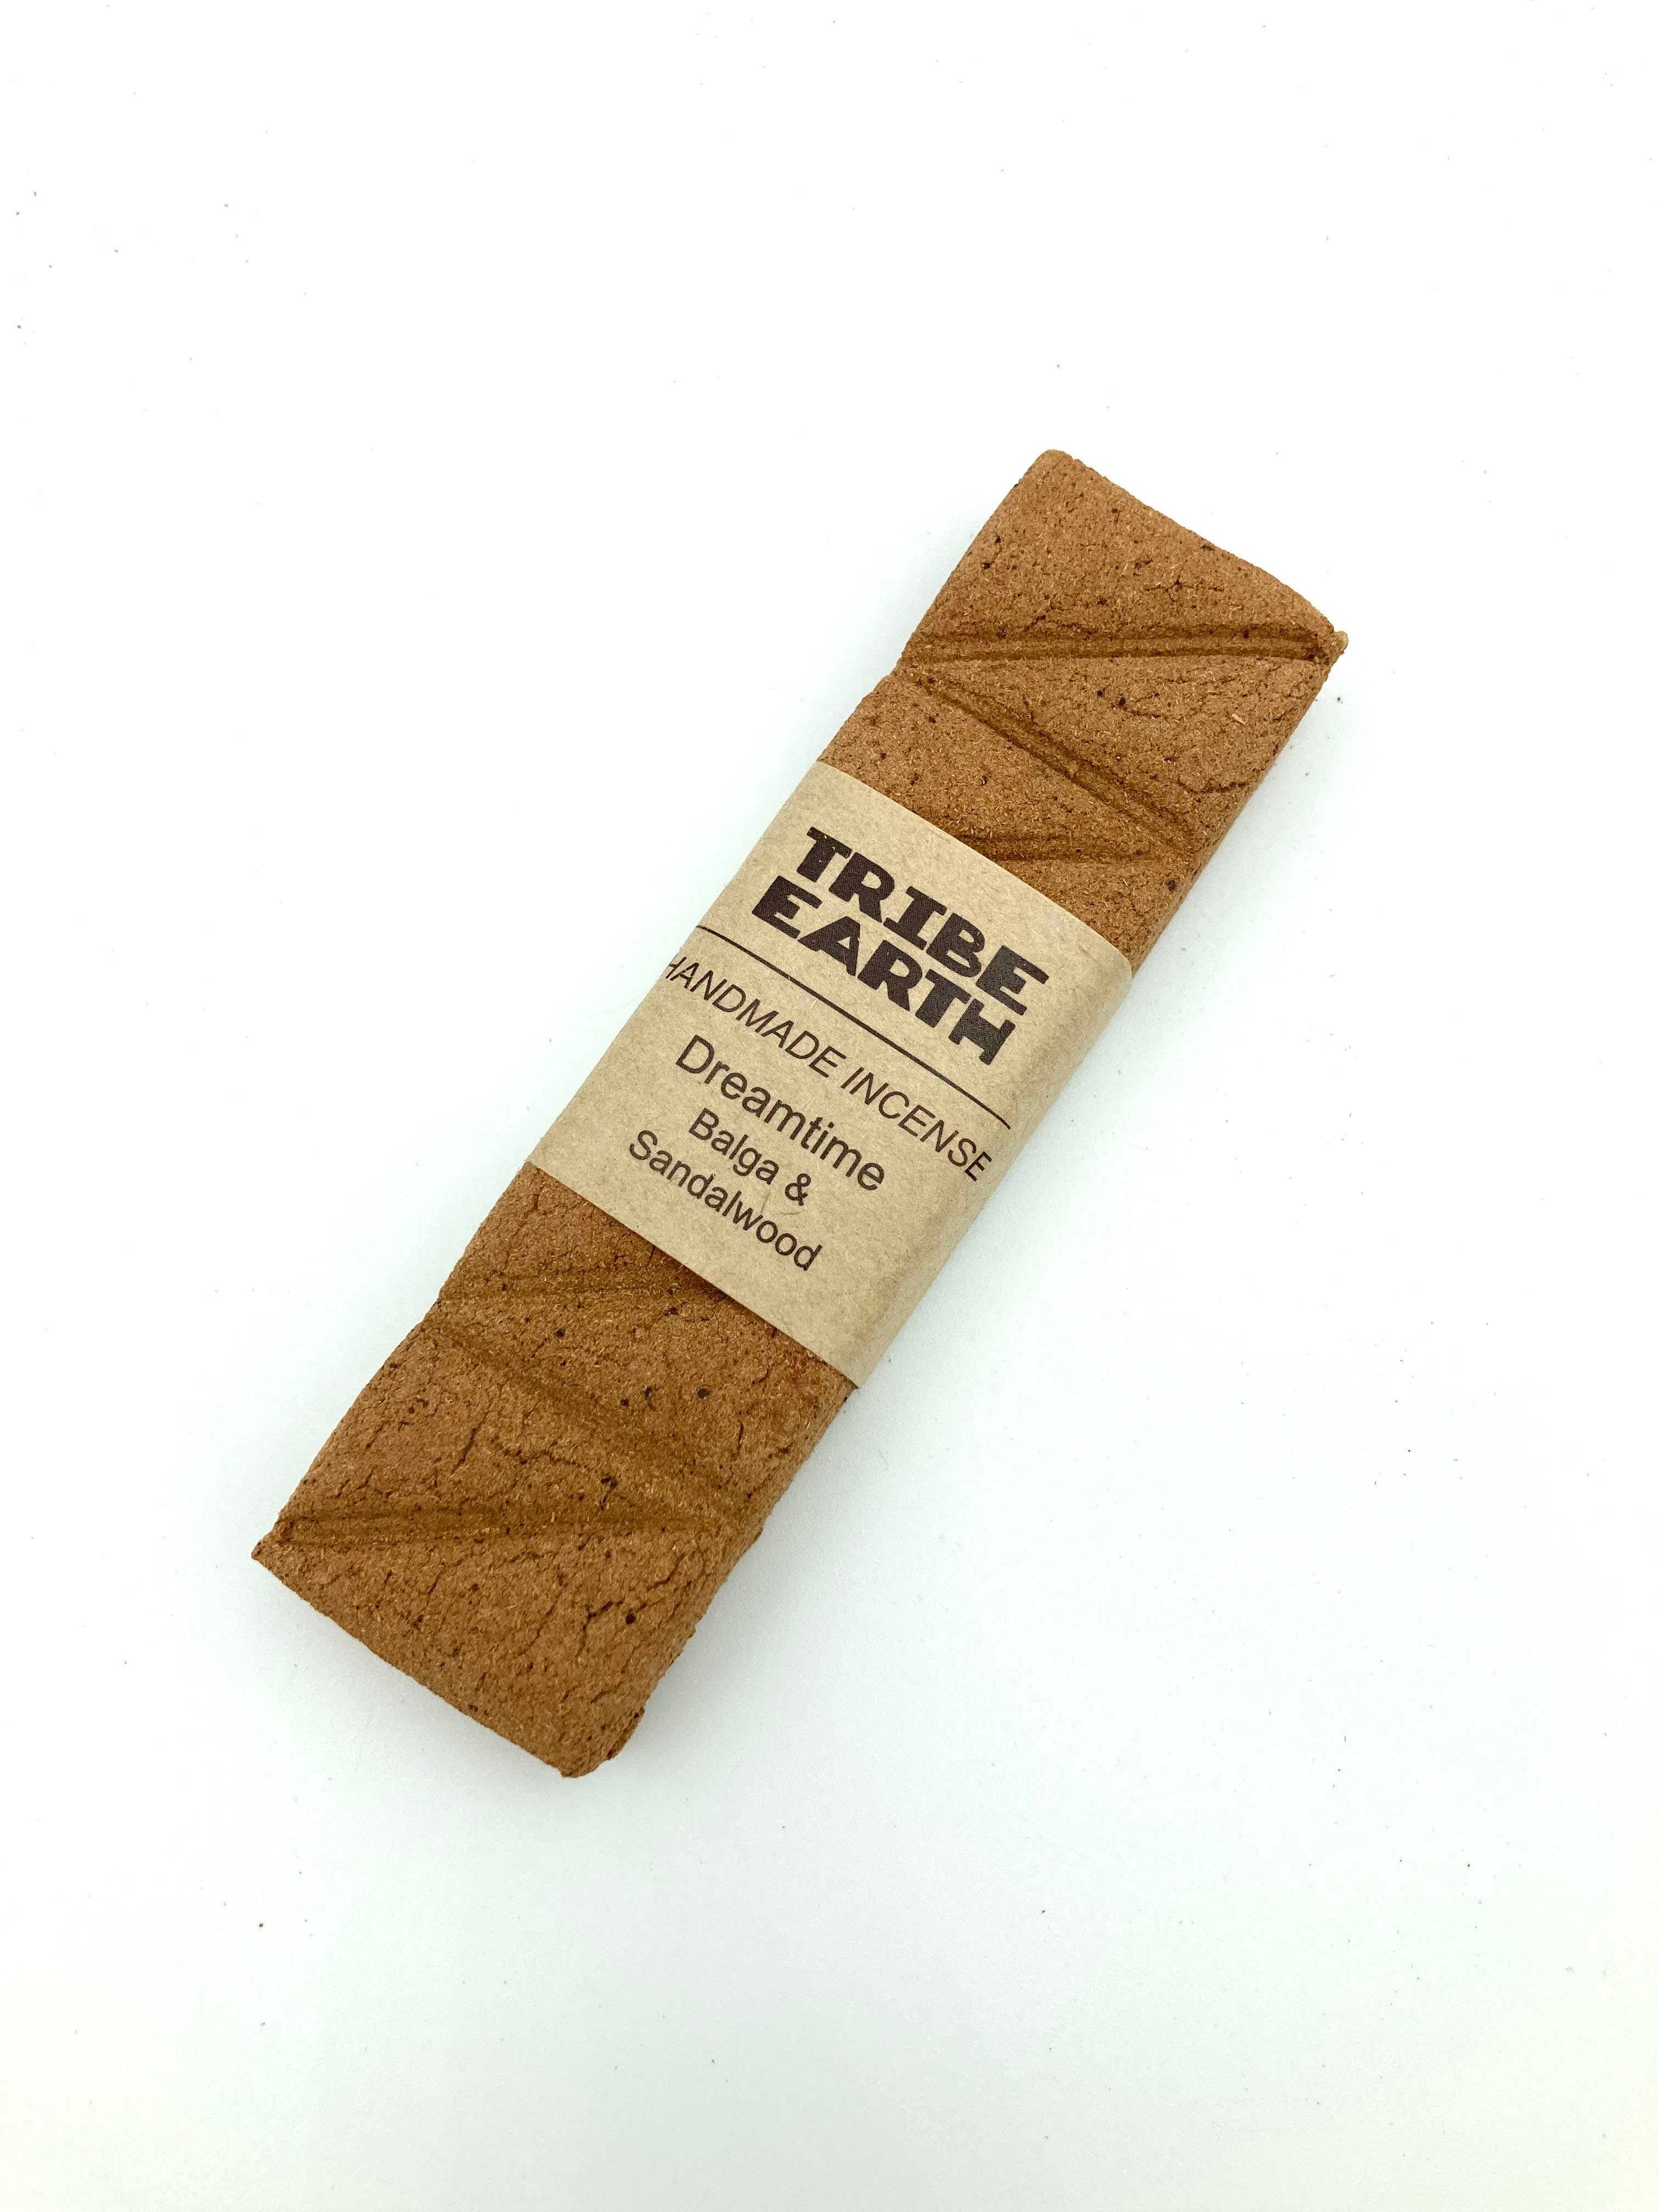 TRIBE
EARTH
HANDMADE INCENSE
Dreamtime
Balga &
Sandalwood